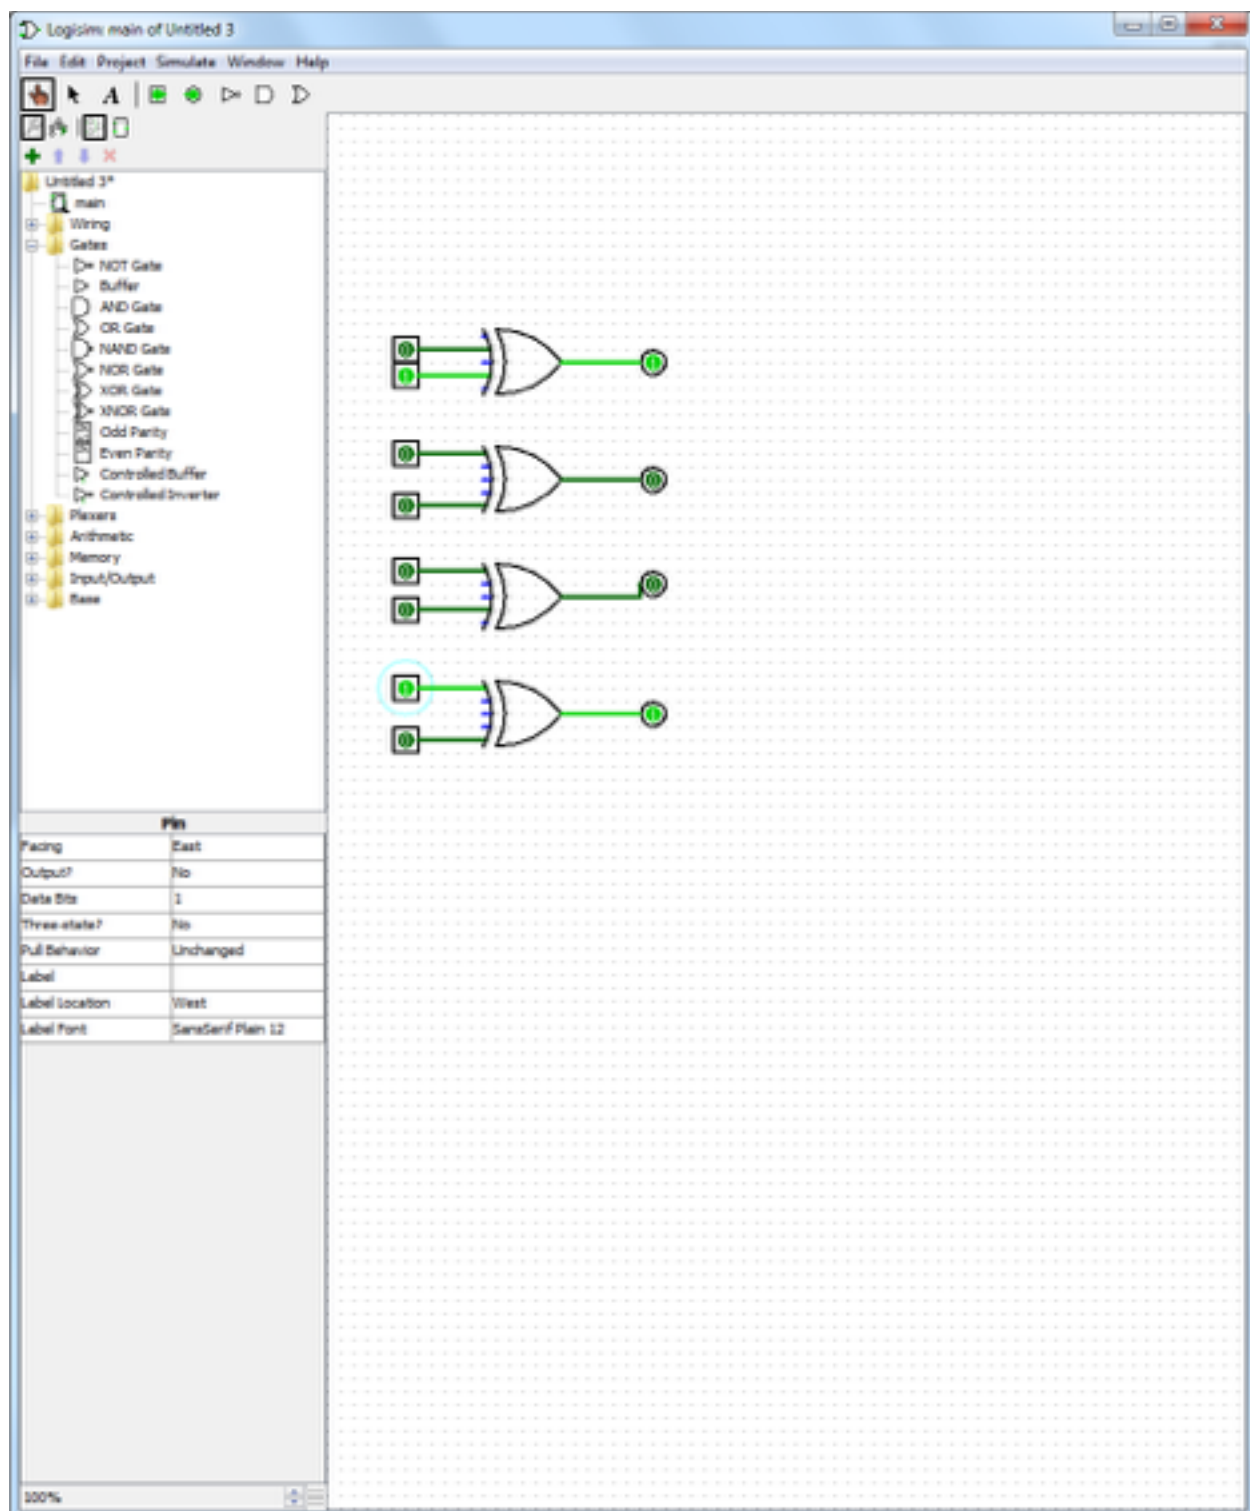 Logisim: main of Untitled 3
File Edit Project Simulate Window Help
A
Untitled 3*
main
Wiring
Gates
NOT Gate
Buffer
AND Gate
OR Gate
NAND Gate
NOR Gate
XOR Gate
XNOR Gate
Odd Parity
Even Parity
Controlled Buffer
Controlled Inverter
Plexers
Arithmetic
Memory
Input/Output
Base
0
1
1
0
0
0
0
0
0
1
1
0
Pin
Facing East
Output? No
Data Bits 1
Three-state? No
Pull Behavior Unchanged
Label
Label Location West
Label Font SansSerif Plain 12
100%